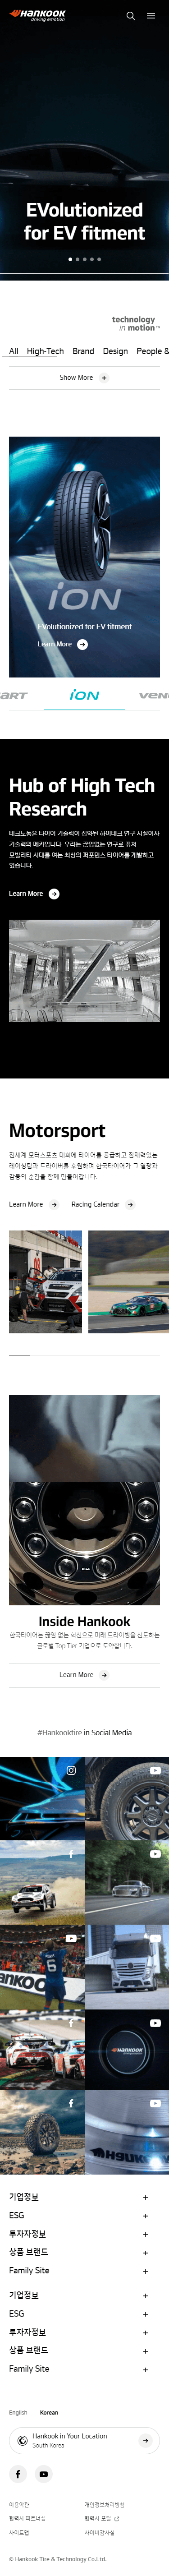 HANKOOK
driving emotion
EVolutionized
for EV fitment
technology
in motion™
All High-Tech Brand Design People &
Show More
iON
EVolutionized for EV fitment
Learn More
ART iON VENT
Hub of High Tech
Research
테크노돔은 타이어 기술력이 집약된 하이테크 연구 시설이자
기술력의 메카입니다. 우리는 끊임없는 연구로 퓨처
모빌리티 시대를 여는 최상의 퍼포먼스 타이어를 개발하고
있습니다.
Learn More
Motorsport
전세계 모터스포츠 대회에 타이어를 공급하고 잠재력있는
레이싱팀과 드라이버를 후원하며 한국타이어가 그 열광과
감동의 순간을 함께 만들어갑니다.
Learn More Racing Calendar
Inside Hankook
한국타이어는 끊임 없는 혁신으로 미래 드라이빙을 선도하는
글로벌 Top Tier 기업으로 도약합니다.
Learn More
#Hankooktire in Social Media
6
HANKOOK
기업정보
ESG
투자자정보
상품 브랜드
Family Site
기업정보
ESG
투자자정보
상품 브랜드
Family Site
English Korean
Hankook in Your Location
South Korea
이용약관 개인정보처리방침
협력사 파트너십 협력사 포털
사이트맵 사이버감사실
© Hankook Tire & Technology Co.Ltd.